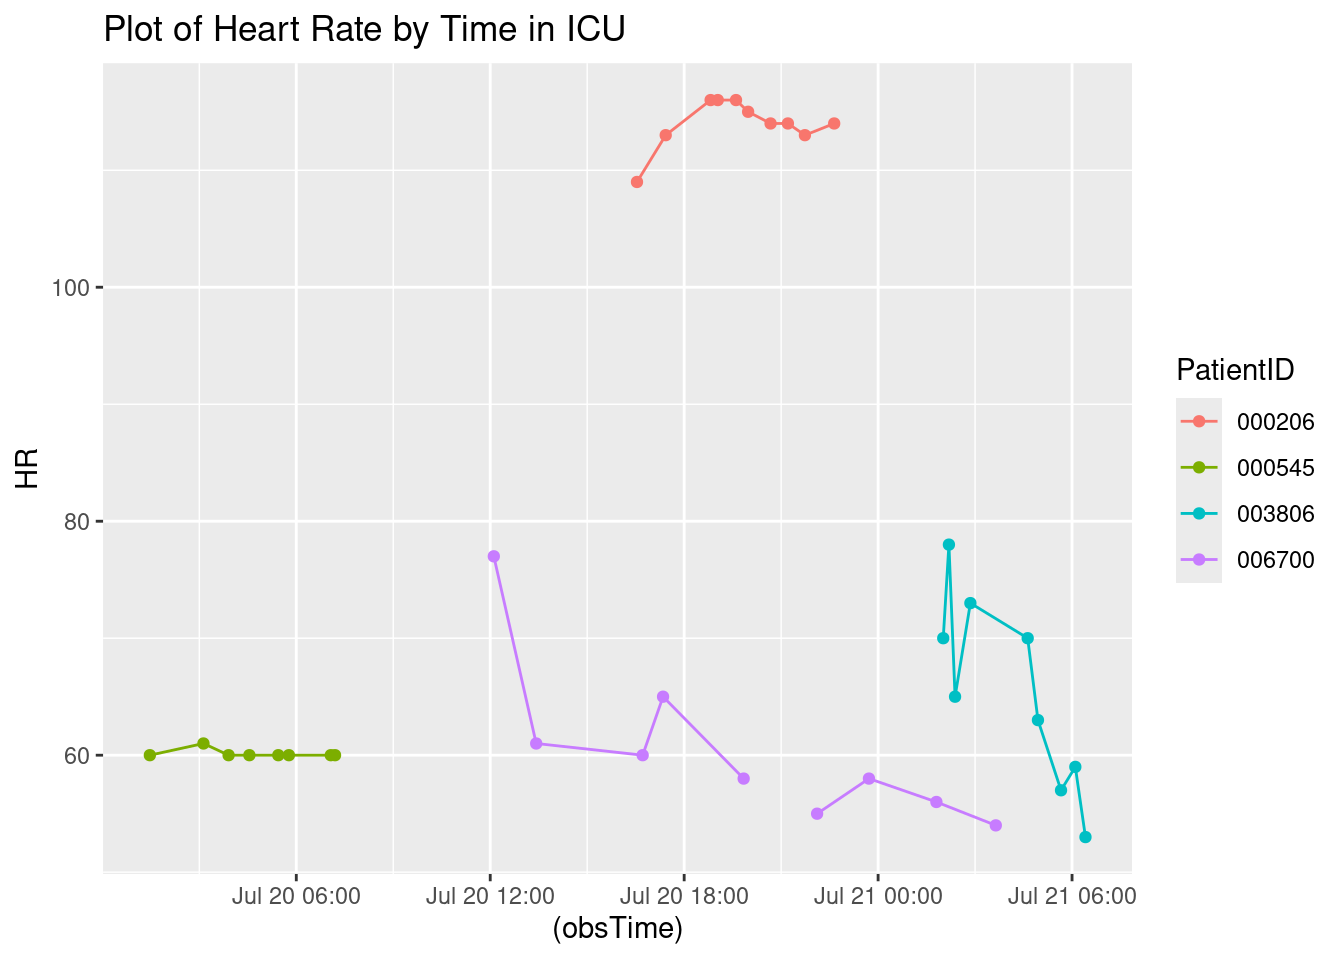 Plot of Heart Rate by Time in ICU
HR
100
80
60
Jul 20 06:00
Jul 20 12:00
Jul 20 18:00
Jul 21 00:00
Jul 21 06:00
(obsTime)
PatientID
000206
000545
003806
006700